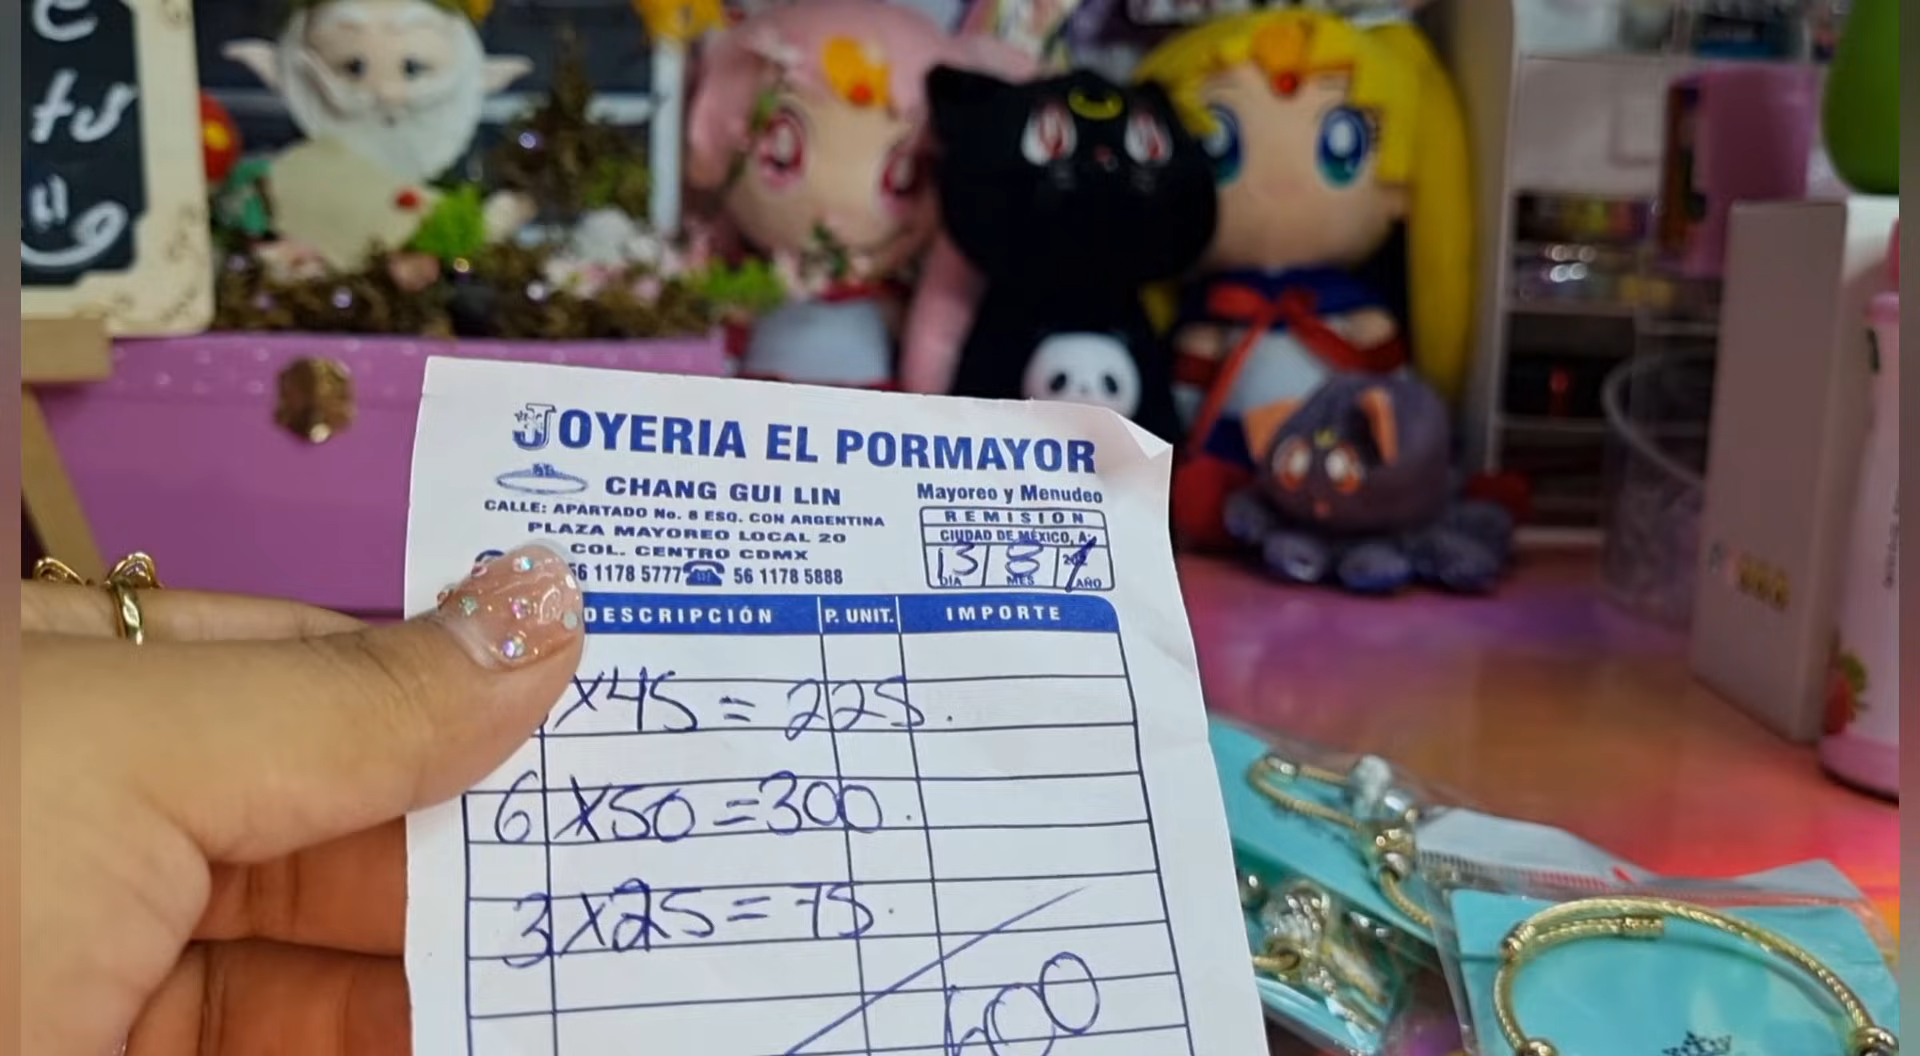 JOYERIA EL PORMAYOR
CHANG GUI LIN
Mayoreo y Menudeo
CALLE: APARTADO No. 8 ESQ. CON ARGENTINA
PLAZA MAYOREO LOCAL 20
COL. CENTRO CDMX
56 1178 5777 56 1178 5888
REMISION
CIUDAD DE MÉXICO, A:
13 8
DIA MES AÑO
DESCRIPCIÓN P. UNIT. IMPORTE
x45 = 225.
6 x50 = 300.
3 x25 = 75.
600